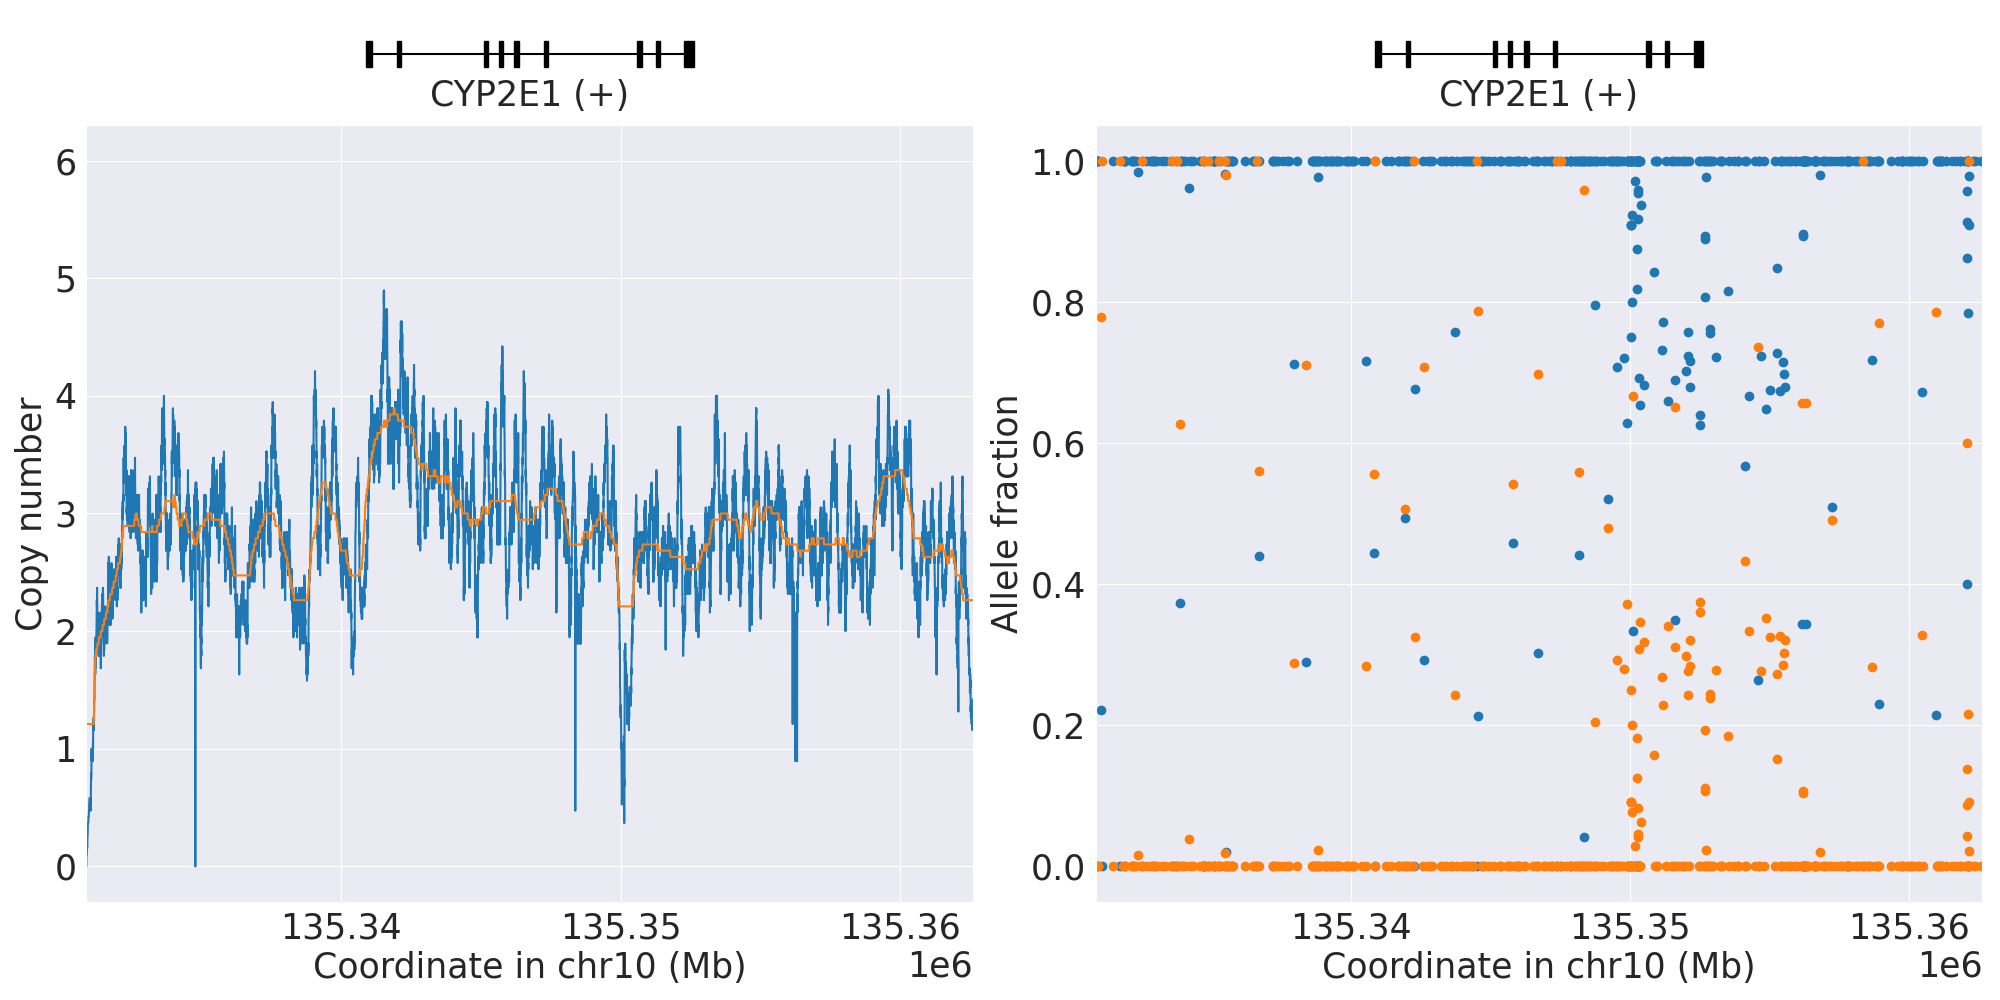 CYP2E1 (+)
6
5
4
3
2
1
0
Copy number
135.34 135.35 135.36
Coordinate in chr10 (Mb)
1e6
CYP2E1 (+)
1.0
0.8
0.6
0.4
0.2
0.0
Allele fraction
135.34 135.35 135.36
Coordinate in chr10 (Mb)
1e6